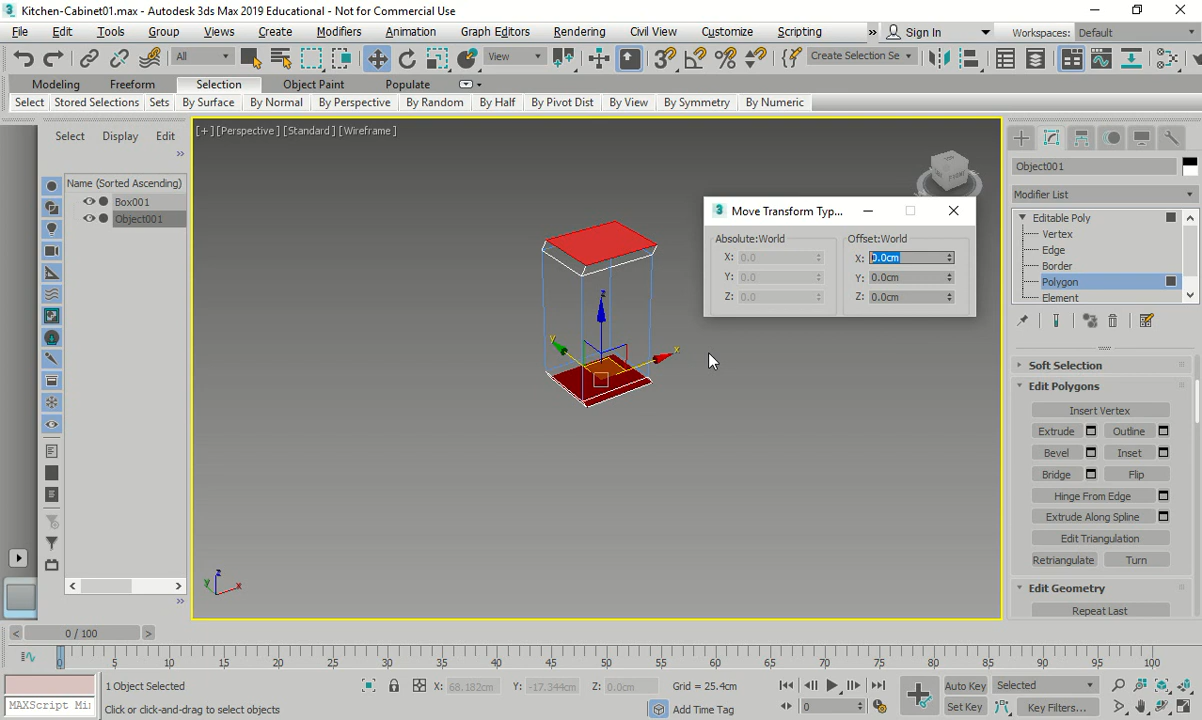 Kitchen-Cabinet01.max - Autodesk 3ds Max 2019 Educational - Not for Commercial Use
File Edit Tools Group Views Create Modifiers Animation Graph Editors Rendering Civil View Customize Scripting » Sign In Workspaces: Default
All View Create Selection Se
Modeling Freeform Selection Object Paint Populate
Select Stored Selections Sets By Surface By Normal By Perspective By Random By Half By Pivot Dist By View By Symmetry By Numeric
Select Display Edit
»
Name (Sorted Ascending)
Box001
Object001
»
[+] [Perspective] [Standard] [Wireframe]
FRONT
Move Transform Typ...
Absolute:World Offset:World
X: 0.0 X: 0.0cm
Y: 0.0 Y: 0.0cm
Z: 0.0 Z: 0.0cm
z
y
x
z
y
x
Object001
Modifier List
Editable Poly
Vertex
Edge
Border
Polygon
Element
Soft Selection
Edit Polygons
Insert Vertex
Extrude Outline
Bevel Inset
Bridge Flip
Hinge From Edge
Extrude Along Spline
Edit Triangulation
Retriangulate Turn
Edit Geometry
Repeat Last
< 0 / 100 >
0 5 10 15 20 25 30 35 40 45 50 55 60 65 70 75 80 85 90 95 100
1 Object Selected X: 68.182cm Y: -17.344cm Z: 0.0cm Grid = 25.4cm Auto Key Selected
MAXScript Mi Click or click-and-drag to select objects Add Time Tag 0 Set Key Key Filters...